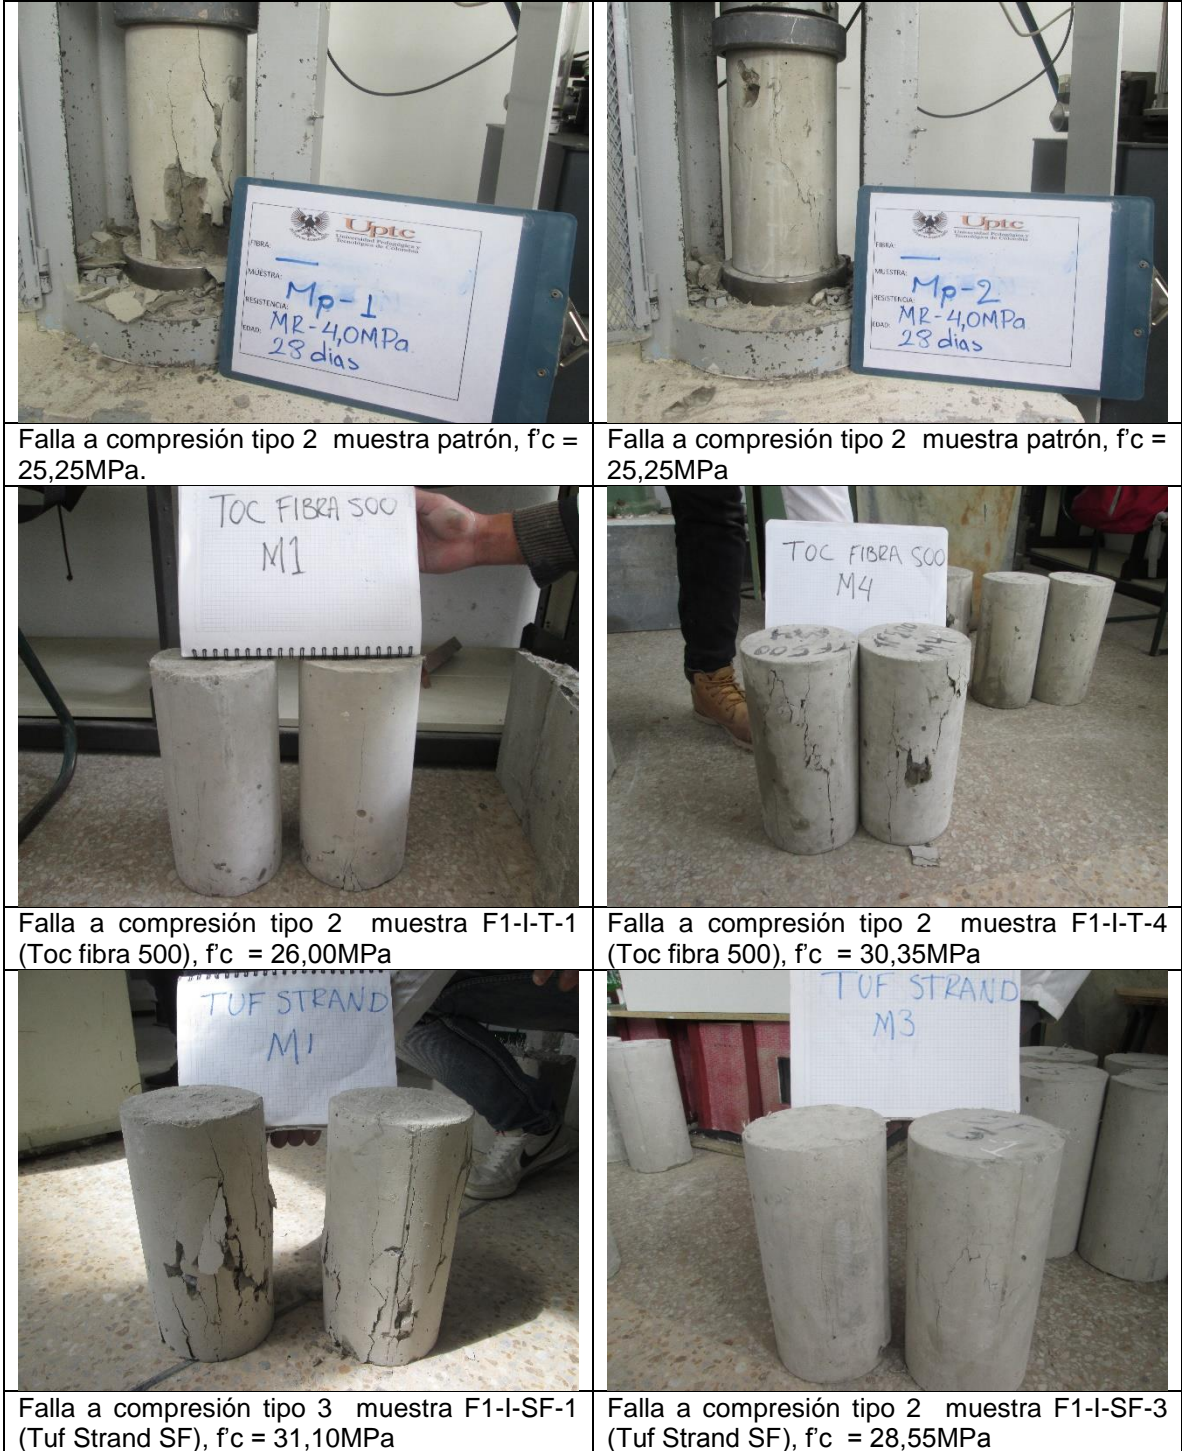 Uptc
Universidad Pedagógica y
Tecnológica de Colombia
FIBRA:
MUESTRA:
Mp-1
RESISTENCIA:
MR-4,0MPa
EDAD:
28 dias
Uptc
Universidad Pedagógica y
Tecnológica de Colombia
FIBRA:
MUESTRA:
Mp-2
RESISTENCIA:
MR-4,0MPa
EDAD:
28 dias
Falla a compresión tipo 2 muestra patrón, f'c =
25,25MPa.
Falla a compresión tipo 2 muestra patrón, f'c =
25,25MPa
TOC FIBRA 500
M1
TOC FIBRA 500
M4
Falla a compresión tipo 2 muestra F1-I-T-1
(Toc fibra 500), f'c = 26,00MPa
Falla a compresión tipo 2 muestra F1-I-T-4
(Toc fibra 500), f'c = 30,35MPa
TUF STRAND
M1
TUF STRAND
M3
Falla a compresión tipo 3 muestra F1-I-SF-1
(Tuf Strand SF), f'c = 31,10MPa
Falla a compresión tipo 2 muestra F1-I-SF-3
(Tuf Strand SF), f'c = 28,55MPa